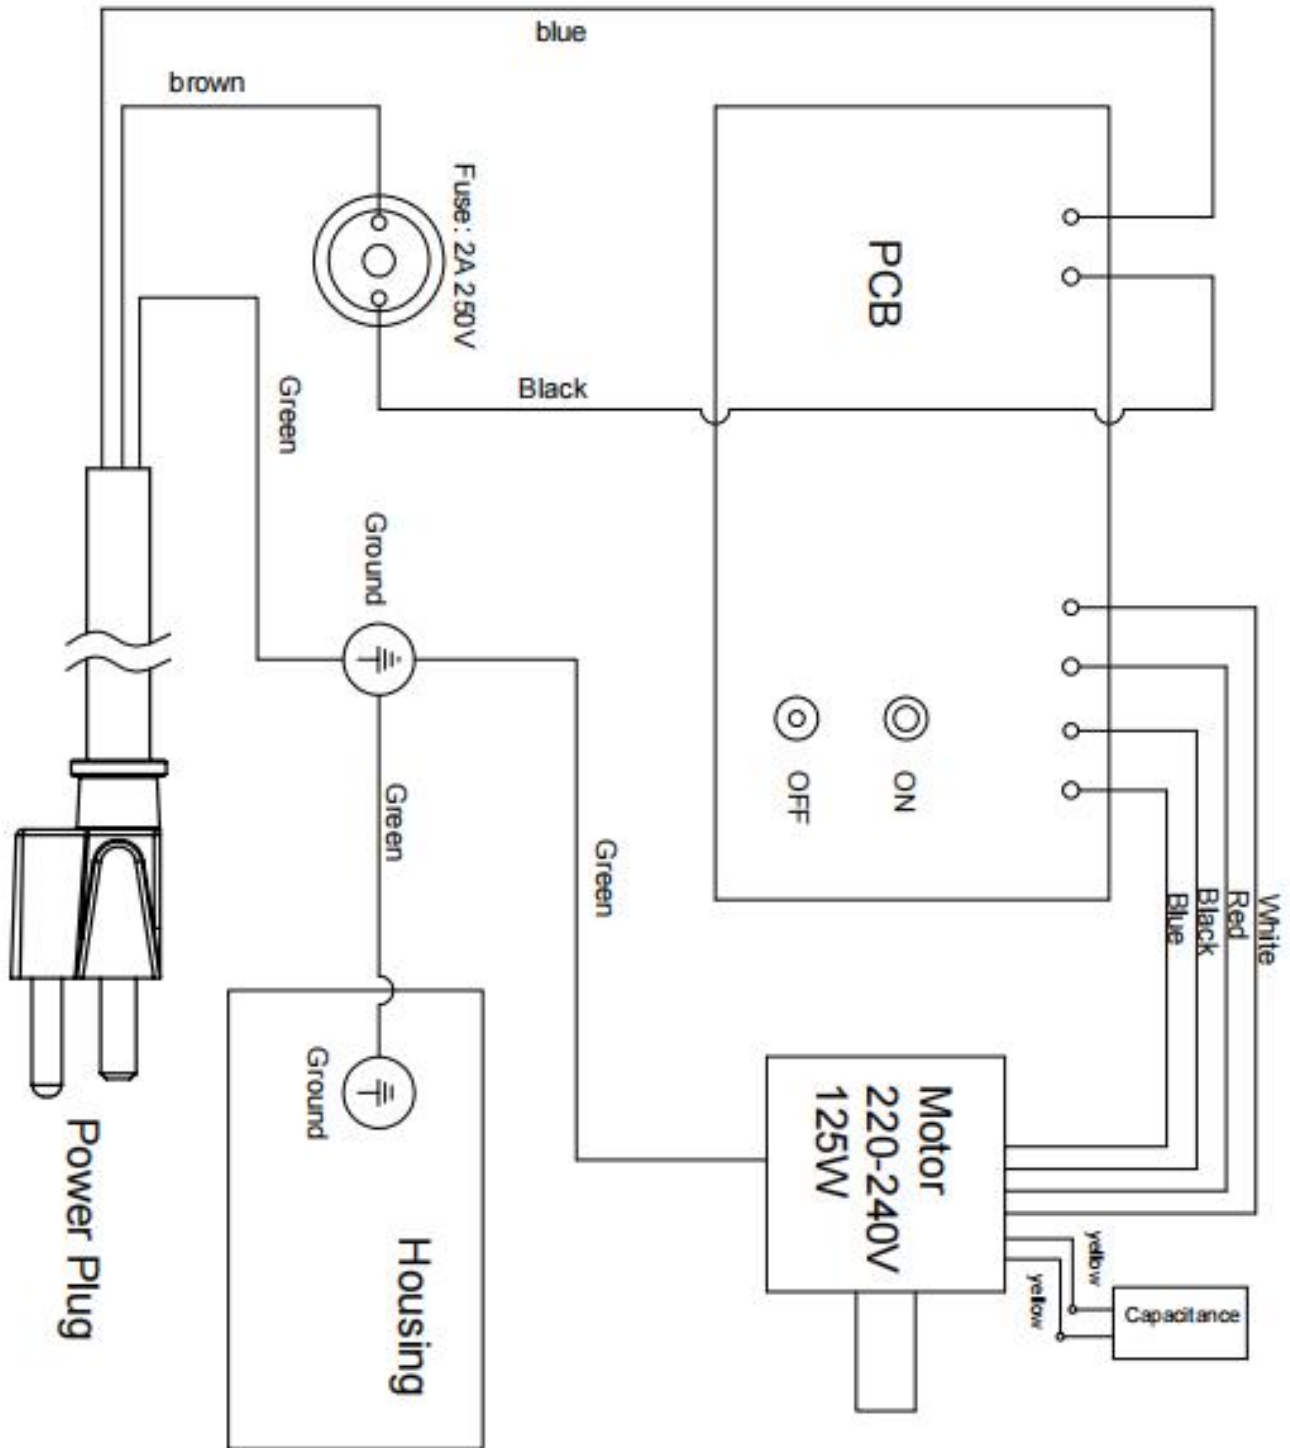 blue
brown
Fuse: 2A 250V
PCB
Black
Green
Ground
OFF
ON
Green
Green
White
Red
Black
Blue
Ground
Motor
220-240V
125W
Power Plug
Housing
yellow
yellow
Capacitance